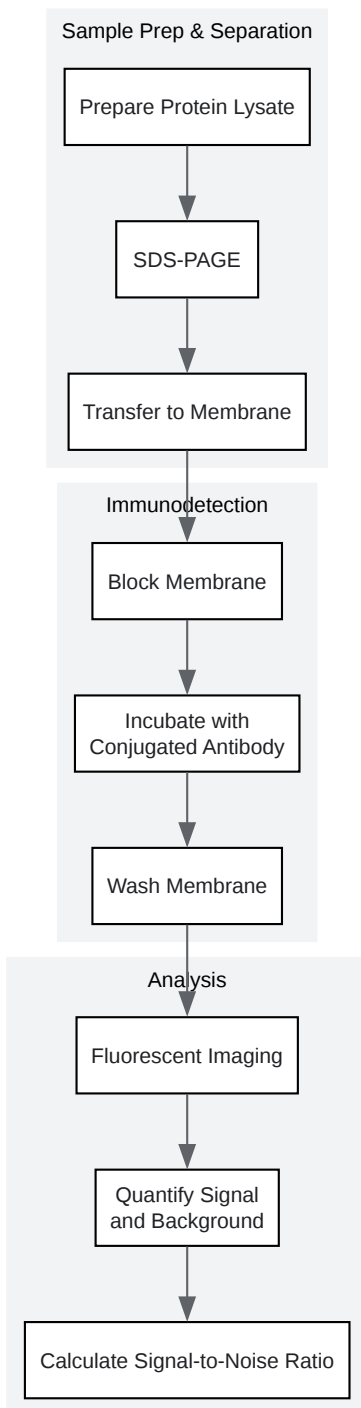 Sample Prep & Separation
Prepare Protein Lysate
SDS-PAGE
Transfer to Membrane
Immunodetection
Block Membrane
Incubate with
Conjugated Antibody
Wash Membrane
Analysis
Fluorescent Imaging
Quantify Signal
and Background
Calculate Signal-to-Noise Ratio